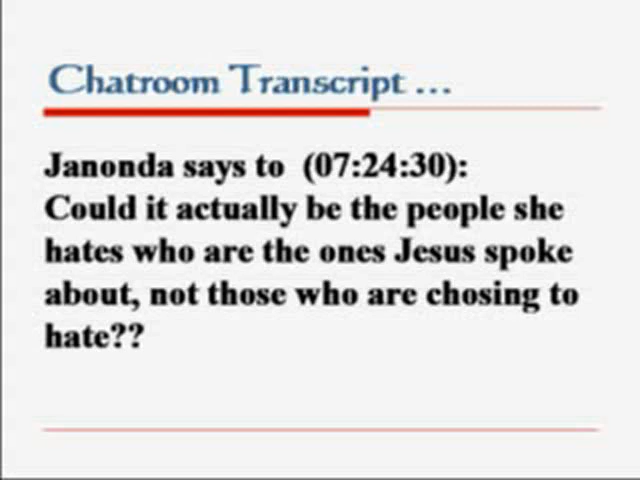 Chatroom Transcript ...
Janonda says to  (07:24:30):
Could it actually be the people she
hates who are the ones Jesus spoke
about, not those who are chosing to
hate??